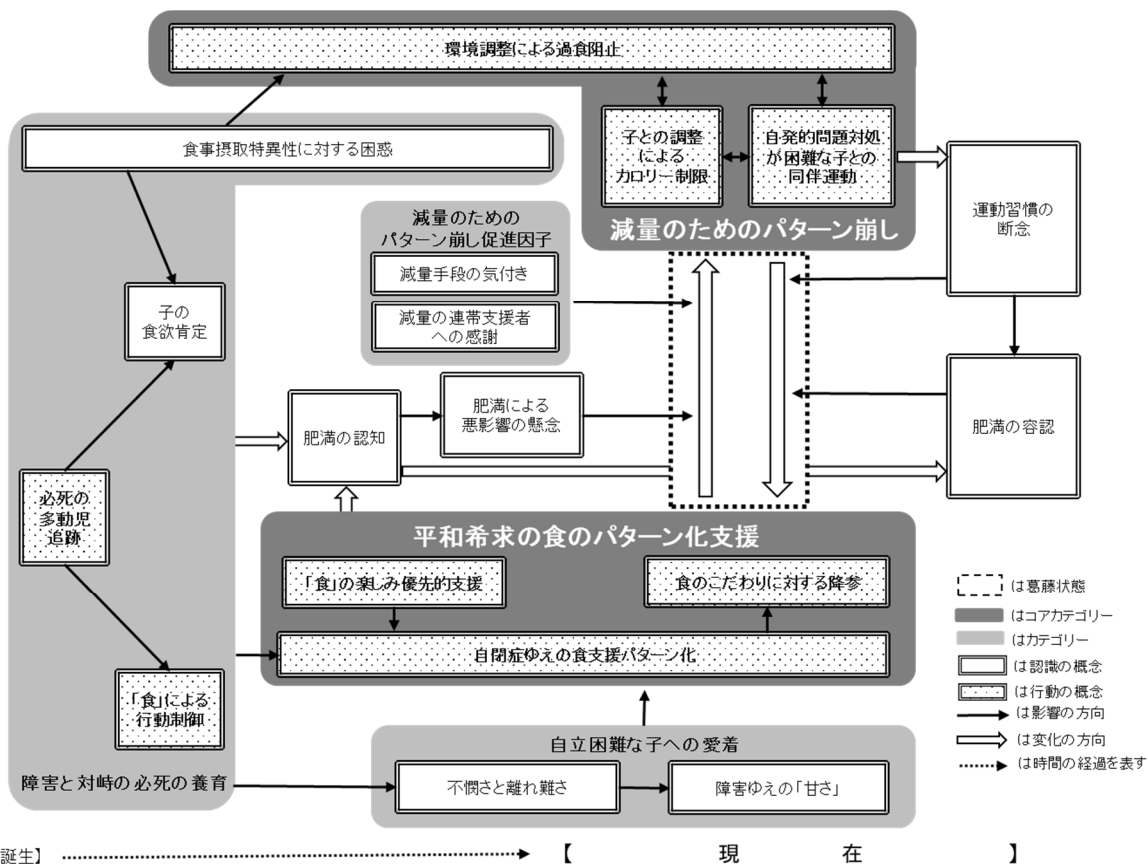 環境調整による過食阻止
食事摂取特異性に対する困惑
子との調整
による
カロリー制限
自発的問題対処
が困難な子との
同伴運動
減量のためのパターン崩し
運動習慣の
断念
減量のための
パターン崩し促進因子
減量手段の気付き
減量の連帯支援者
への感謝
子の
食欲肯定
肥満の認知
肥満による
悪影響の懸念
肥満の容認
必死の
多動児
追跡
平和希求の食のパターン化支援
「食」の楽しみ優先的支援
食のこだわりに対する降参
自閉症ゆえの食支援パターン化
「食」による
行動制御
障害と対峙の必死の養育
自立困難な子への愛着
不憫さと離れ難さ
障害ゆえの「甘さ」
は葛藤状態
はコアカテゴリー
はカテゴリー
は認識の概念
は行動の概念
は影響の方向
は変化の方向
は時間の経過を表す
誕生】
【 現 在 】